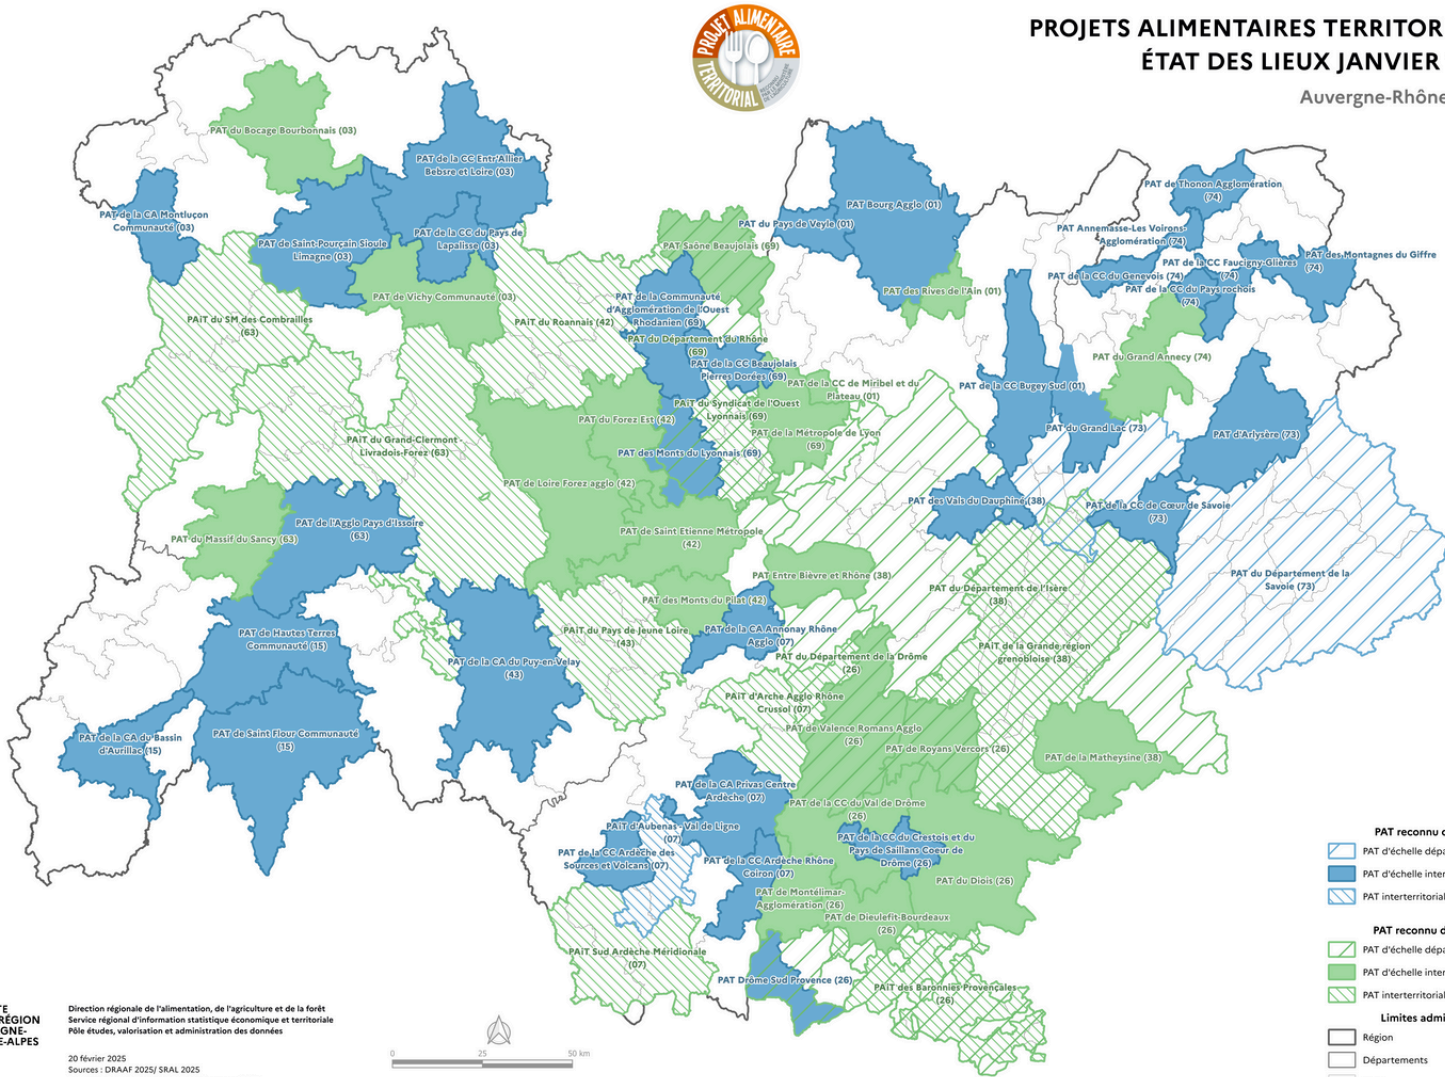 PROJET ALIMENTAIRE
TERRITORIAL
PROJETS ALIMENTAIRES TERRITOR
ÉTAT DES LIEUX JANVIER
Auvergne-Rhône
PAT du Bocage Bourbonnais (03)
PAT de la CC Entr'Allier
Bebsre et Loire (03)
PAT de la CA Montluçon
Communauté (03)
PAT de Saint-Pourçain Sioule
Limagne (03)
PAT de la CC du Pays de
Lapalisse (03)
PAT de Vichy Communauté (03)
PAiT du SM des Combrailles
(63)
PAiT du Roannais (42)
PAT Saône Beaujolais (69)
PAT du Pays de Veyle (01)
PAT Bourg Agglo (01)
PAT des Rives de l'Ain (01)
PAT de Thonon Agglomération
(74)
PAT Annemasse-Les Voirons-
Agglomération (74)
PAT de la CC Faucigny-Glières
(74)
PAT des Montagnes du Giffre
(74)
PAT de la CC du Genevois (74)
PAT de la CC du Pays rochois
(74)
PAT du Grand Annecy (74)
PAT de la Communauté
d'Agglomération de l'Ouest
Rhodanien (69)
PAT du Département du Rhône
(69)
PAT de la CC Beaujolais
Pierres Dorées (69)
PAT de la CC de Miribel et du
Plateau (01)
PAiT du Syndicat de l'Ouest
Lyonnais (69)
PAT de la Métropole de Lyon
(69)
PAT du Forez Est (42)
PAT des Monts du Lyonnais (69)
PAT de la CC Bugey Sud (01)
PAT du Grand Lac (73)
PAT d'Arlysère (73)
PAiT du Grand-Clermont-
Livradois-Forez (63)
PAT de Loire Forez agglo (42)
PAT des Vals du Dauphiné (38)
PAT de la CC de Cœur de Savoie
(73)
PAT de l'Agglo Pays d'Issoire
(63)
PAT du Massif du Sancy (63)
PAT de Saint Etienne Métropole
(42)
PAT Entre Bièvre et Rhône (38)
PAT du Département de l'Isère
(38)
PAT du Département de la
Savoie (73)
PAT des Monts du Pilat (42)
PAT de Hautes Terres
Communauté (15)
PAiT du Pays de Jeune Loire
(43)
PAT de la CA Annonay Rhône
Agglo (07)
PAT du Département de la Drôme
(26)
PAiT de la Grande région
grenobloise (38)
PAT de la CA du Puy-en-Velay
(43)
PAiT d'Arche Agglo Rhône
Crussol (07)
PAT de la CA du Bassin
d'Aurillac (15)
PAT de Saint Flour Communauté
(15)
PAT de Valence Romans Agglo
(26)
PAT de Royans Vercors (26)
PAT de la Matheysine (38)
PAT de la CA Privas Centre
Ardèche (07)
PAT de la CC du Val de Drôme
(26)
PAiT d'Aubenas - Val de Ligne
(07)
PAT de la CC du Crestois et du
Pays de Saillans Coeur de
Drôme (26)
PAT de la CC Ardèche des
Sources et Volcans (07)
PAT de la CC Ardèche Rhône
Coiron (07)
PAT du Diois (26)
PAT de Montélimar-
Agglomération (26)
PAT de Dieulefit-Bourdeaux
(26)
PAiT Sud Ardèche Méridionale
(07)
PAT Drôme Sud Provence (26)
PAiT des Baronnies Provençales
(26)
PAT reconnu d
PAT d'échelle dépa
PAT d'échelle inter
PAT interterritorial
PAT reconnu d
PAT d'échelle dépa
PAT d'échelle inter
PAT interterritorial
Limites admi
Région
Départements
TE
RÉGION
GNE-
E-ALPES
Direction régionale de l'alimentation, de l'agriculture et de la forêt
Service régional d'information statistique économique et territoriale
Pôle études, valorisation et administration des données
20 février 2025
Sources : DRAAF 2025/ SRAL 2025
0 25 50 km